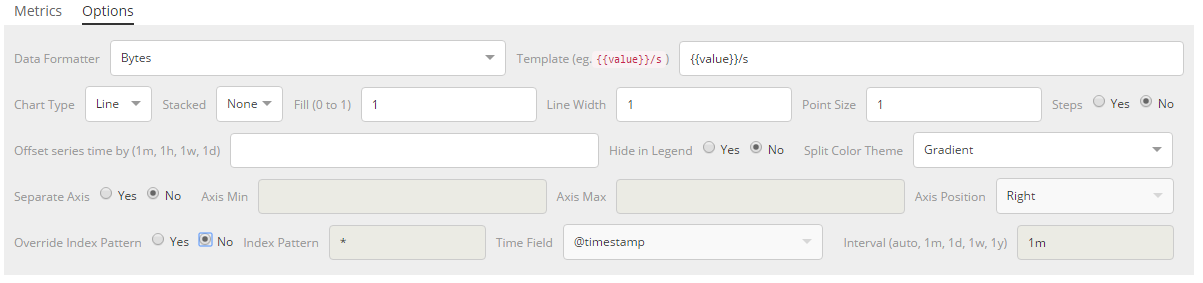 Metrics Options
Data Formatter Bytes Template (eg. {{value}}/s ) {{value}}/s
Chart Type Line Stacked None Fill (0 to 1) 1 Line Width 1 Point Size 1 Steps Yes No
Offset series time by (1m, 1h, 1w, 1d) Hide in Legend Yes No Split Color Theme Gradient
Separate Axis Yes No Axis Min Axis Max Axis Position Right
Override Index Pattern Yes No Index Pattern * Time Field @timestamp Interval (auto, 1m, 1d, 1w, 1y) 1m